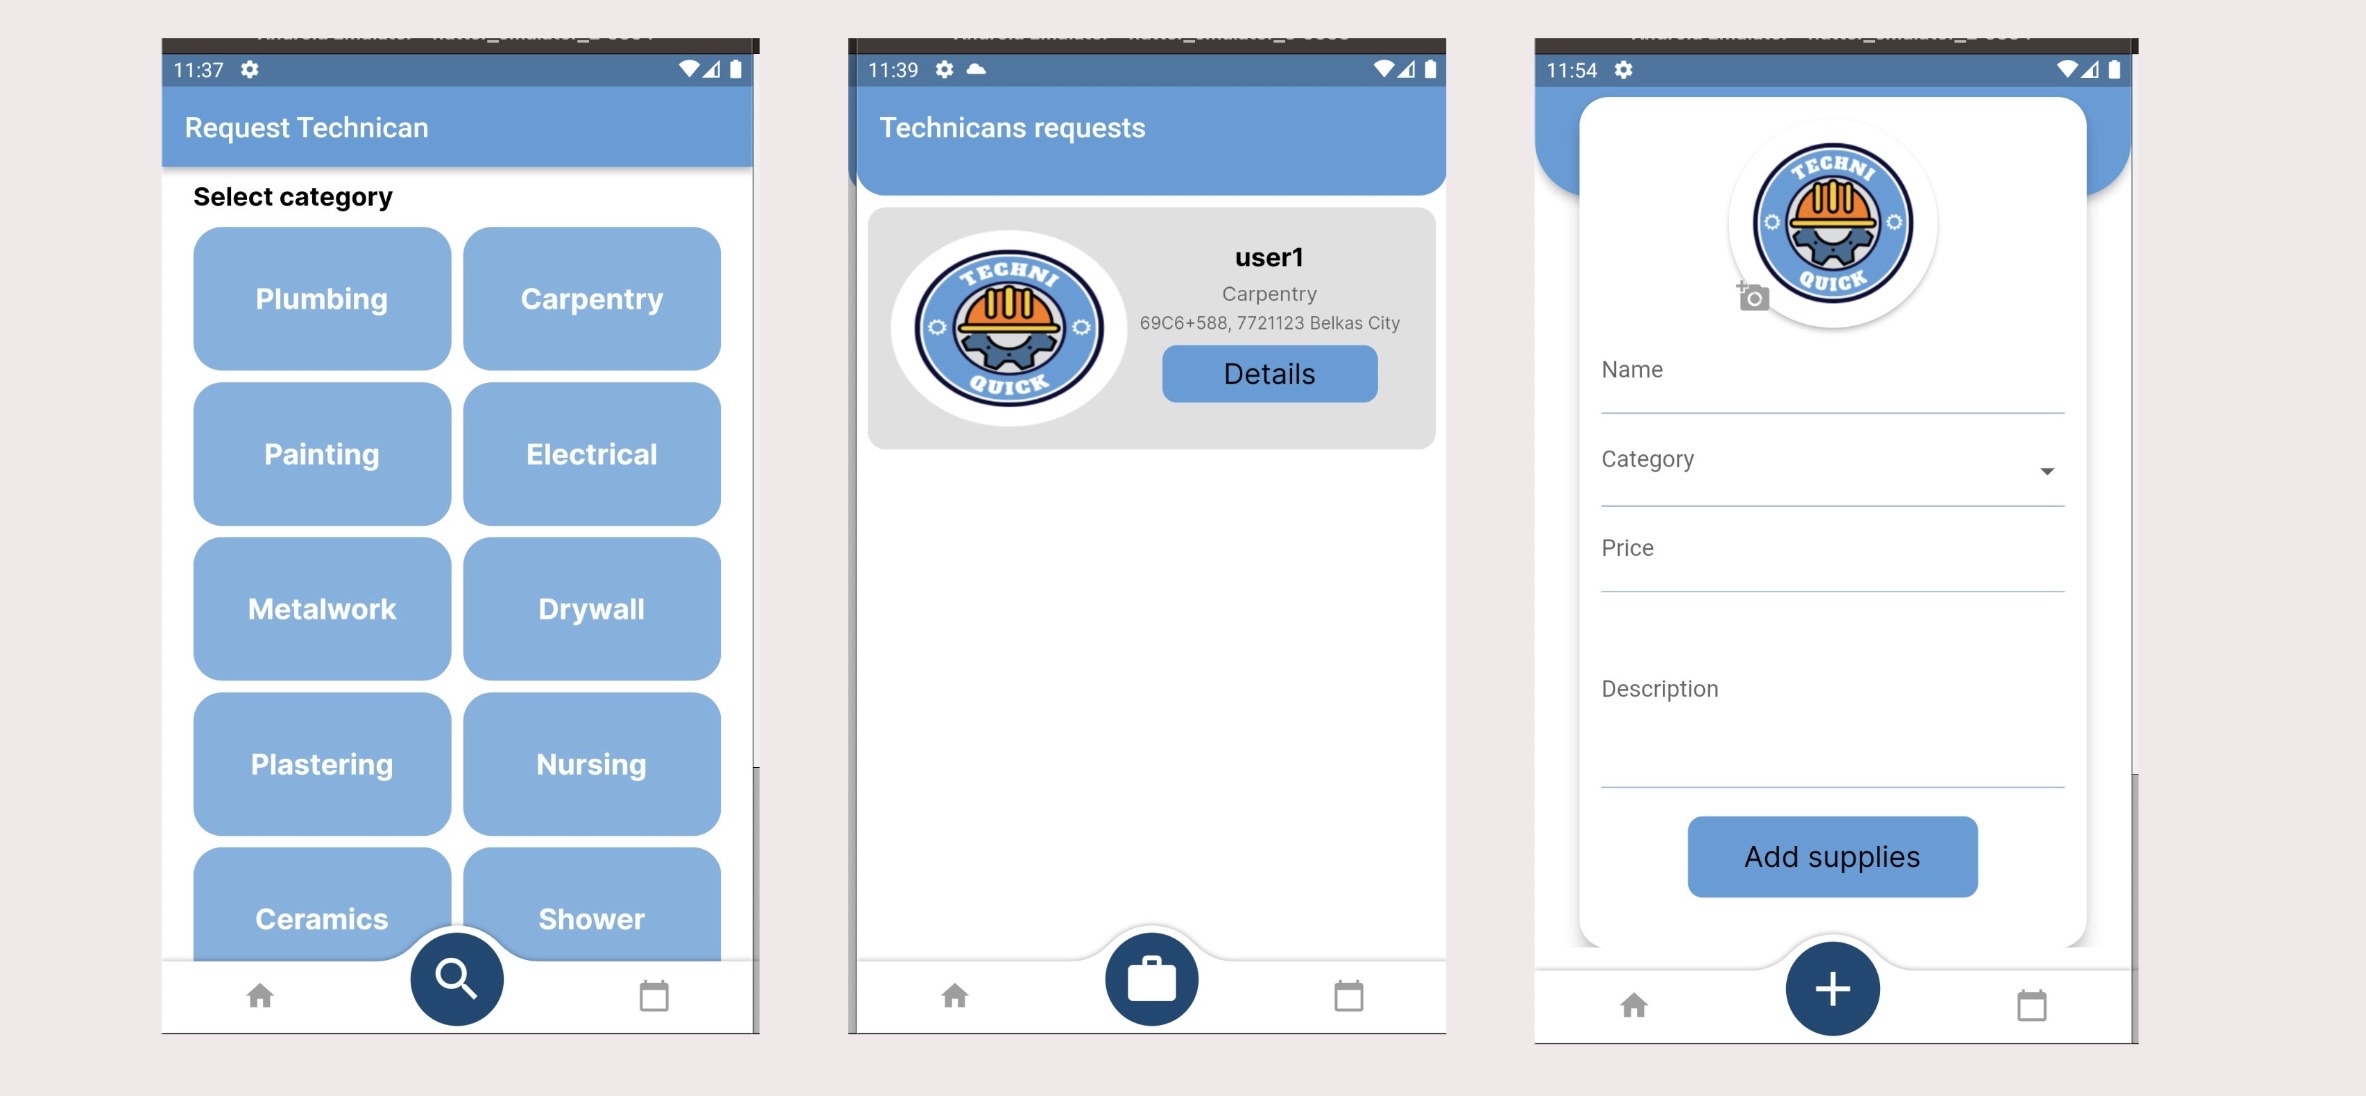 11:37
Request Technican
Select category
Plumbing
Carpentry
Painting
Electrical
Metalwork
Drywall
Plastering
Nursing
Ceramics
Shower
11:39
Technicans requests
TECHNI
QUICK
user1
Carpentry
69C6+588, 7721123 Belkas City
Details
11:54
TECHNI
QUICK
Name
Category
Price
Description
Add supplies